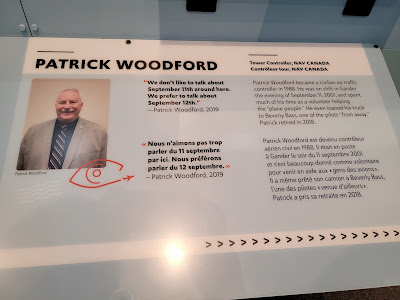 PATRICK WOODFORD
Tower Controller, NAV CANADA
Contrôleur tour, NAV CANADA
"We don't like to talk about
September 11th around here.
We prefer to talk about
September 12th."
—Patrick Woodford, 2019
« Nous n'aimons pas trop
parler du 11 septembre
par ici. Nous préférons
parler du 12 septembre. »
— Patrick Woodford, 2019
Patrick Woodford
Patrick Woodford became a civilian air traffic
controller in 1988. He was on shift in Gander
the evening of September 11, 2001, and spent
much of his time as a volunteer helping
the "plane people." He even loaned his truck
to Beverly Bass, one of the pilots "from away."
Patrick retired in 2018.
Patrick Woodford est devenu contrôleur
aérien civil en 1988. Il était en poste
à Gander le soir du 11 septembre 2001
et s'est beaucoup donné comme volontaire
pour venir en aide aux « gens des avions ».
Il a même prêté son camion à Beverly Bass,
l'une des pilotes « venue d'ailleurs ».
Patrick a pris sa retraite en 2018.
>>>>>>>>>>>>>>>>>>>>